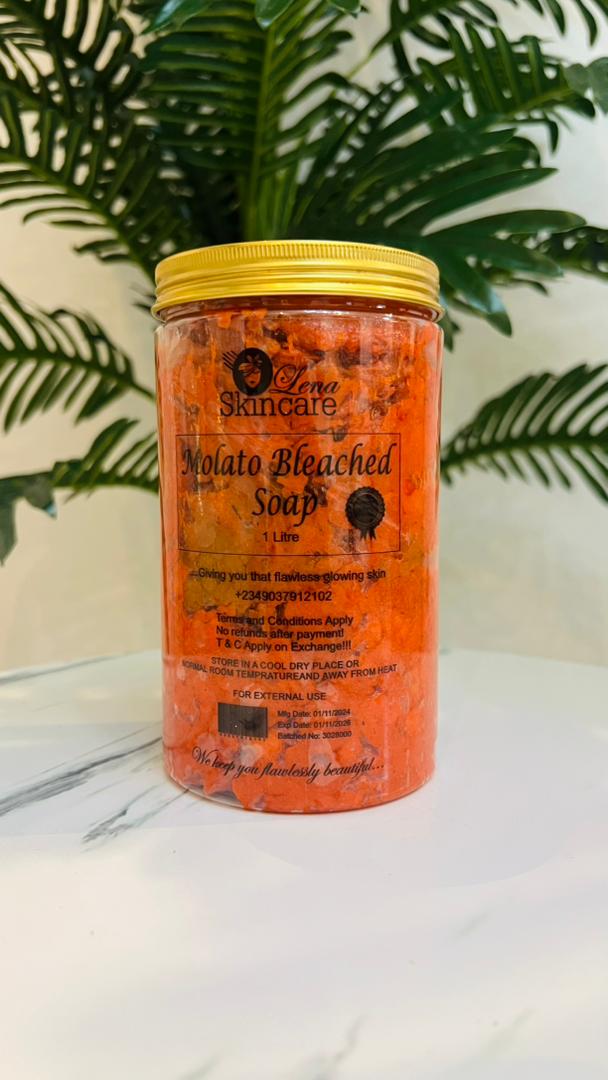 Lena
Skincare
Molato Bleached
Soap
1 Litre
...Giving you that flawless glowing skin
+2349037912102
Terms and Conditions Apply
No refunds after payment!
T & C Apply on Exchange!!!
STORE IN A COOL DRY PLACE OR
NORMAL ROOM TEMPRATUREAND AWAY FROM HEAT
FOR EXTERNAL USE
Mfg Date: 01/11/2024
Exp Date: 01/11/2026
Batched No: 3028000
We keep you flawlessly beautiful...